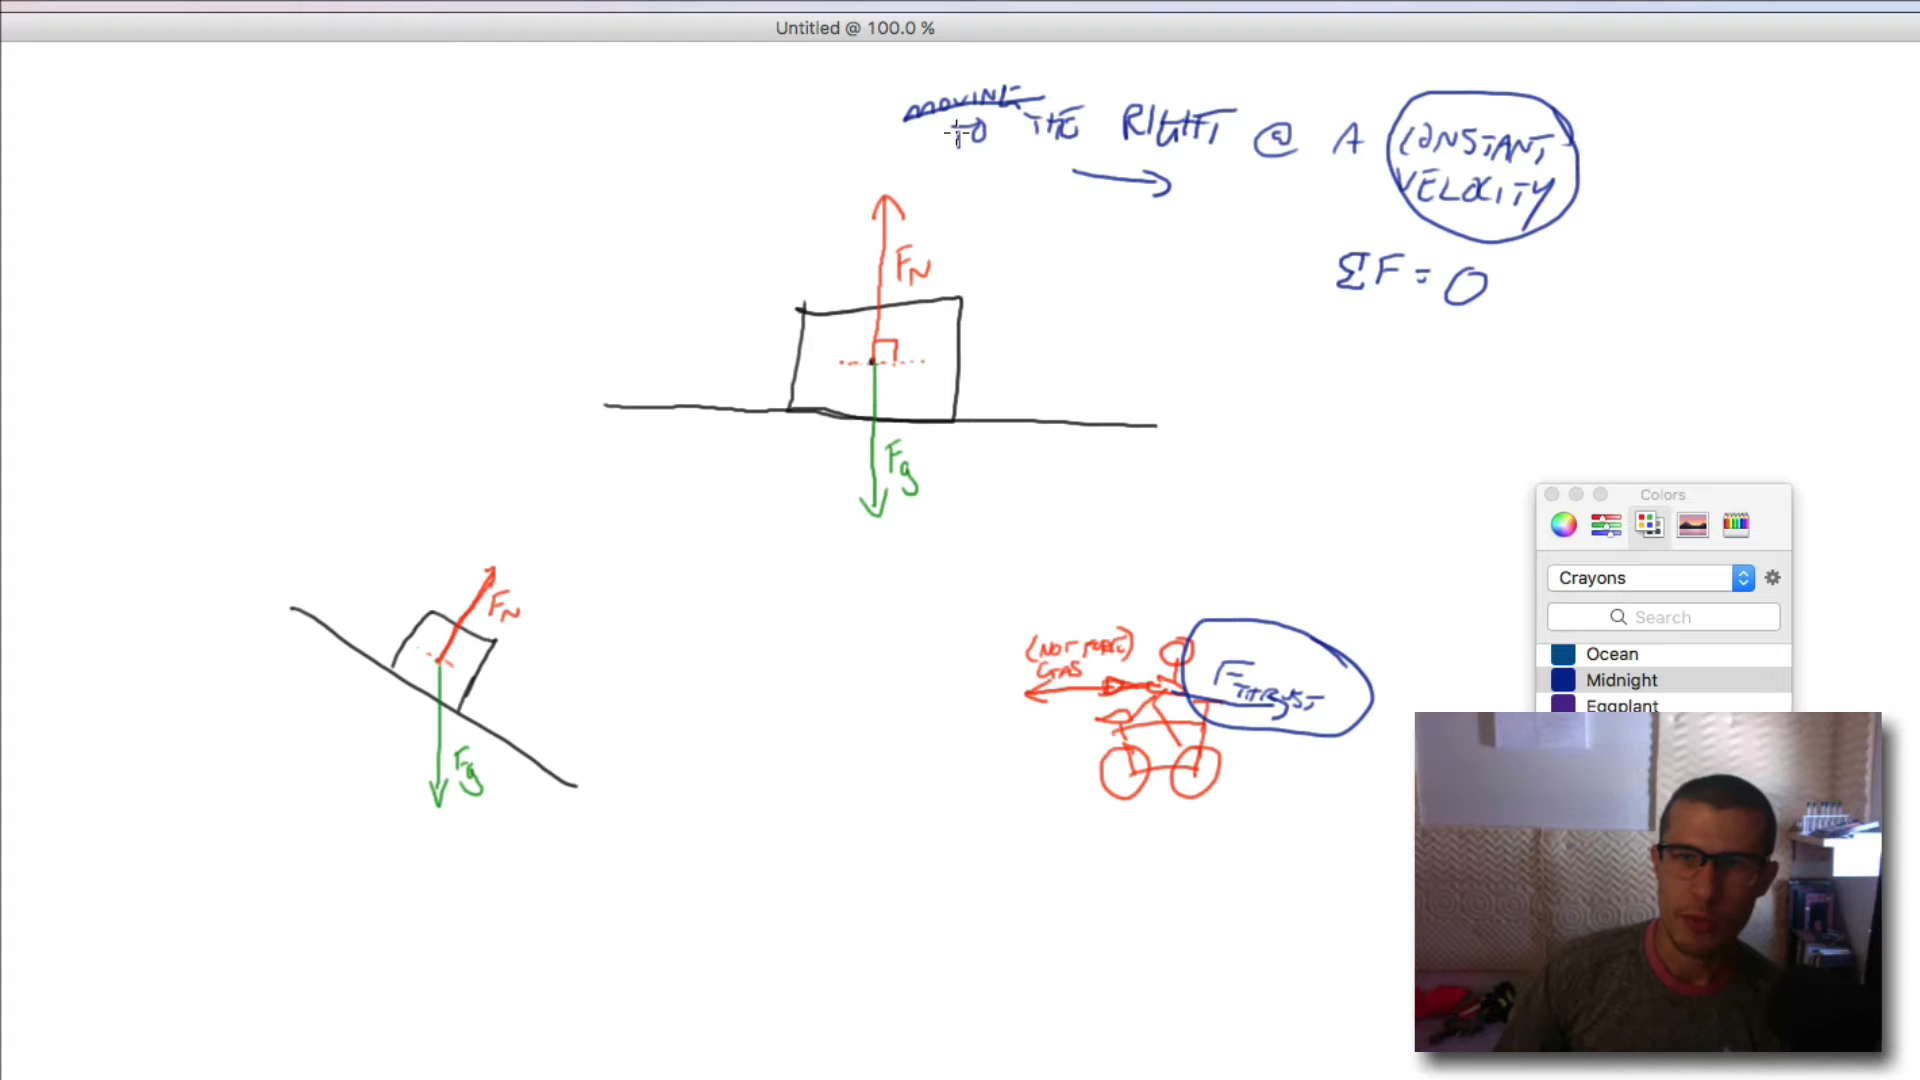 Untitled @ 100.0 %
MOVING
TO THE RIGHT @ A CONSTANT
VELOCITY
ΣF = 0
FN
Fg
FN
Fg
(NOT FORCE)
GAS
FTHRUST
Colors
Crayons
Search
Ocean
Midnight
Eggplant